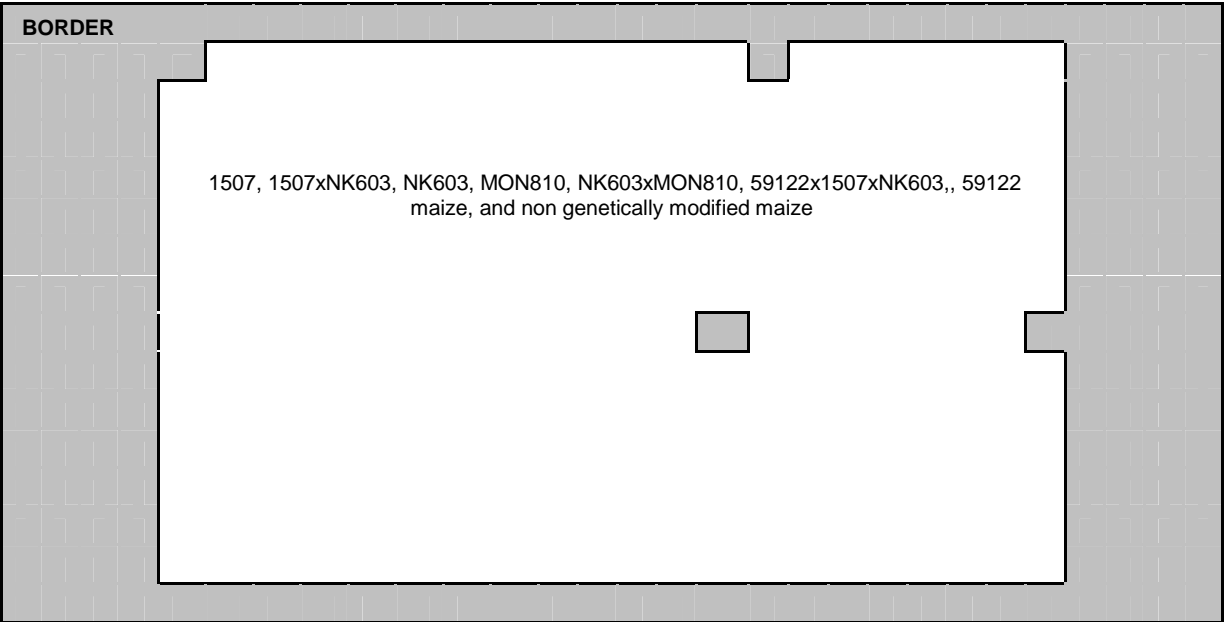 BORDER
1507, 1507xNK603, NK603, MON810, NK603xMON810, 59122x1507xNK603,, 59122
maize, and non genetically modified maize